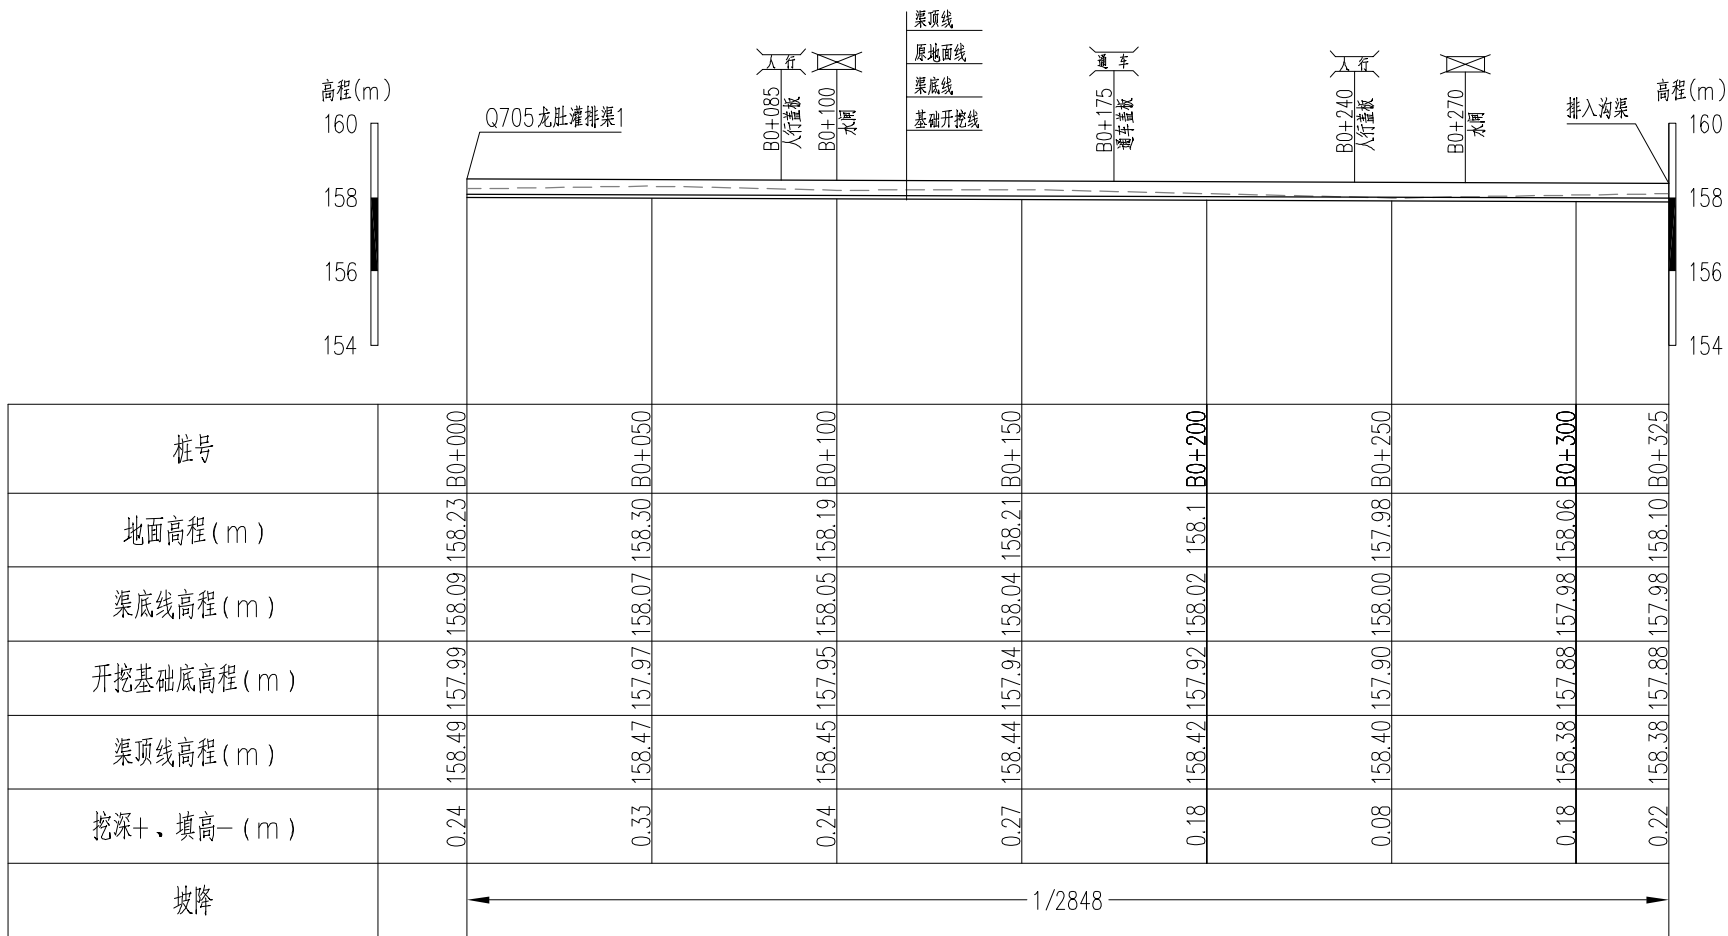 渠顶线
原地面线
渠底线
基础开挖线
人行
B0+085
人行盖板
B0+100
水闸
通车
B0+175
通车盖板
人行
B0+240
人行盖板
B0+270
水闸
高程(m)
160
158
156
154
Q705龙肚灌排渠1
排入沟渠
高程(m)
160
158
156
154
桩号 B0+000 B0+050 B0+100 B0+150 B0+200 B0+250 B0+300 B0+325
地面高程(m) 158.23 158.30 158.19 158.21 158.1 157.98 158.06 158.10
渠底线高程(m) 158.09 158.07 158.05 158.04 158.02 158.00 157.98 157.98
开挖基础底高程(m) 157.99 157.97 157.95 157.94 157.92 157.90 157.88 157.88
渠顶线高程(m) 158.49 158.47 158.45 158.44 158.42 158.40 158.38 158.38
挖深+、填高-(m) 0.24 0.33 0.24 0.27 0.18 0.08 0.18 0.22
坡降 1/2848